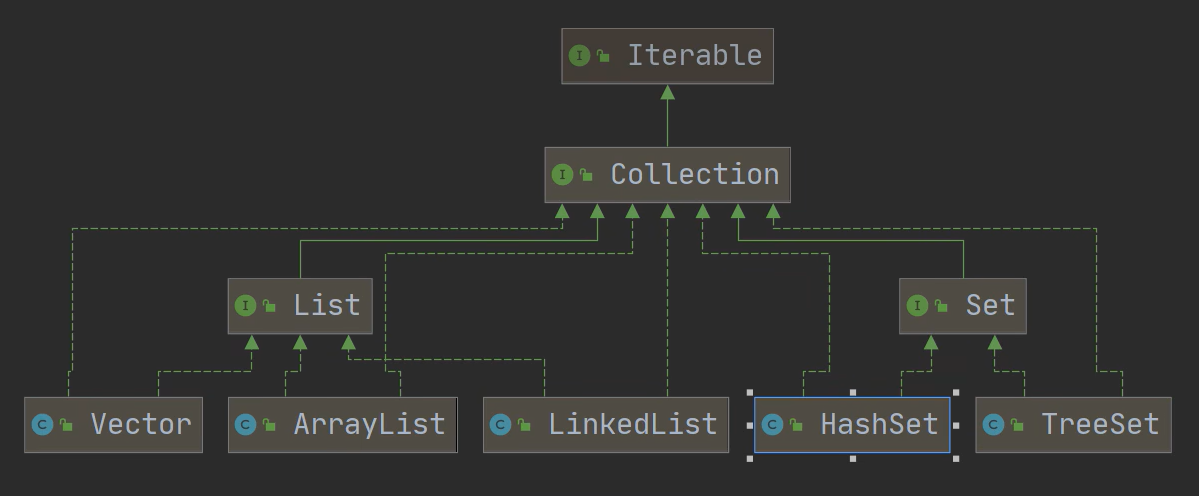 I Iterable
I Collection
I List
I Set
C Vector
C ArrayList
C LinkedList
C HashSet
C TreeSet